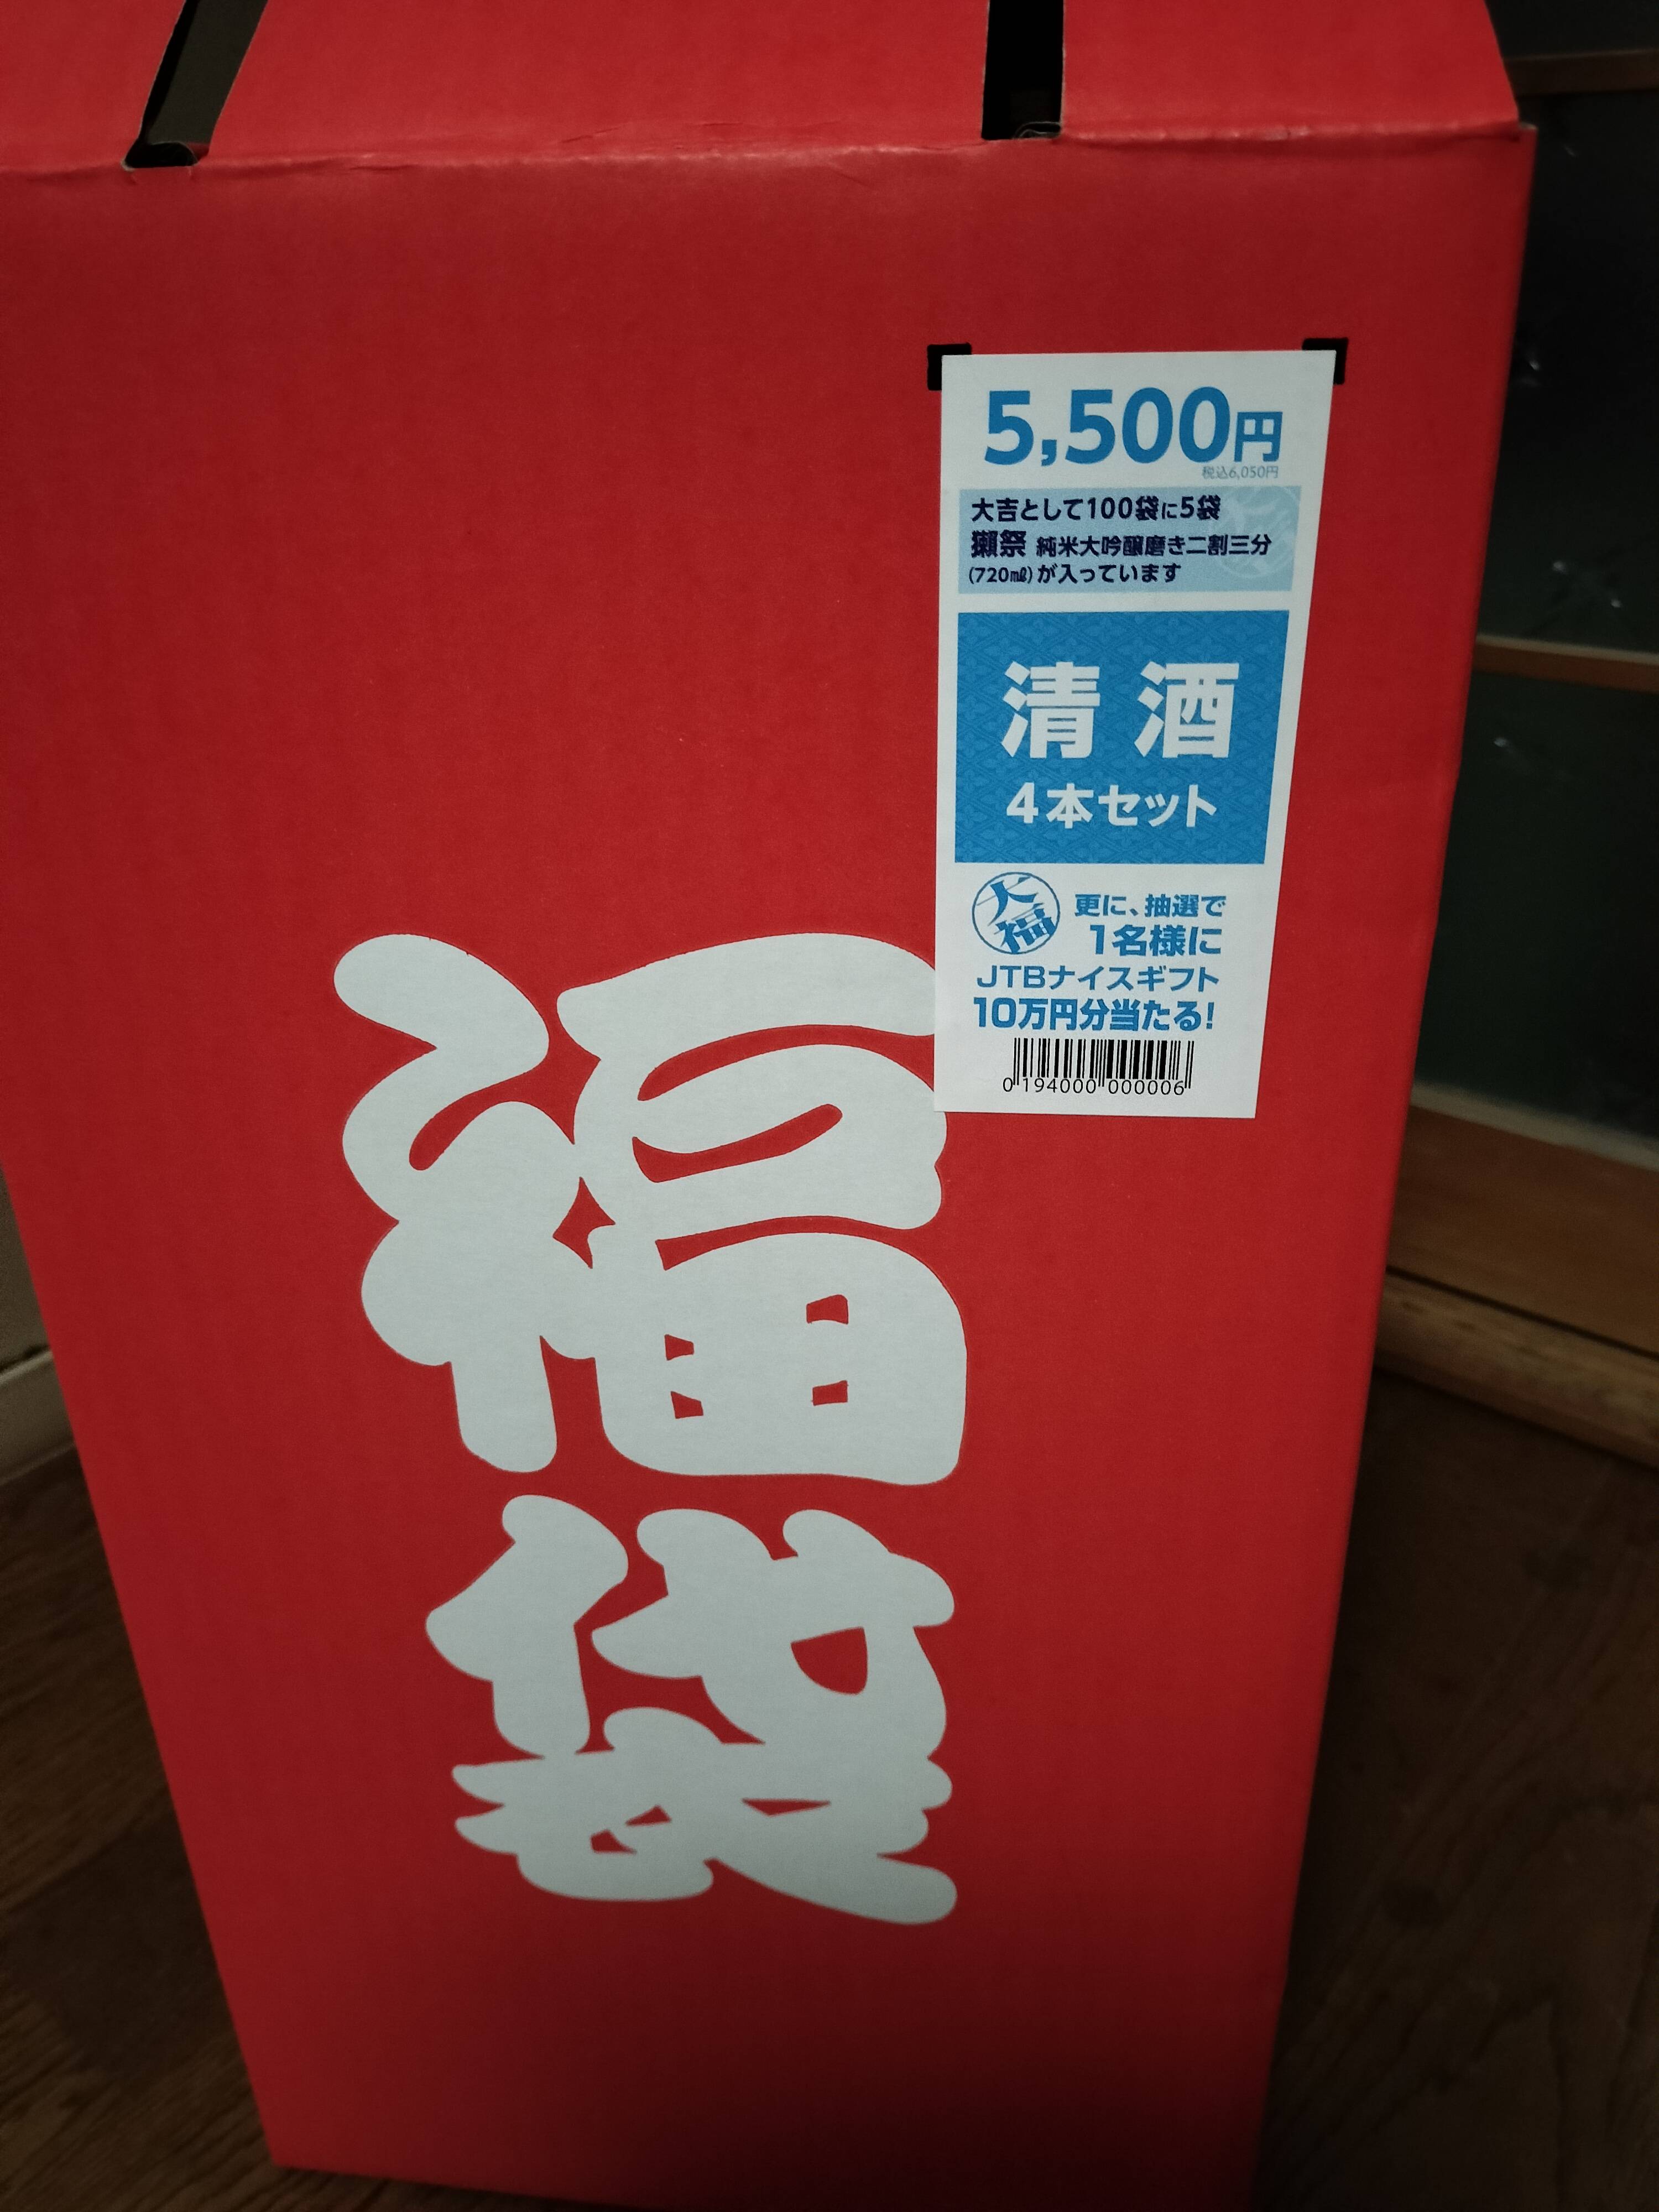 5,500円
税込6,050円
大吉として100袋に5袋
獺祭 純米大吟醸磨き二割三分
(720㎖)が入っています
清酒
4本セット
大福
更に、抽選で
1名様に
JTBナイスギフト
10万円分当たる!
0 194000 000006
福袋